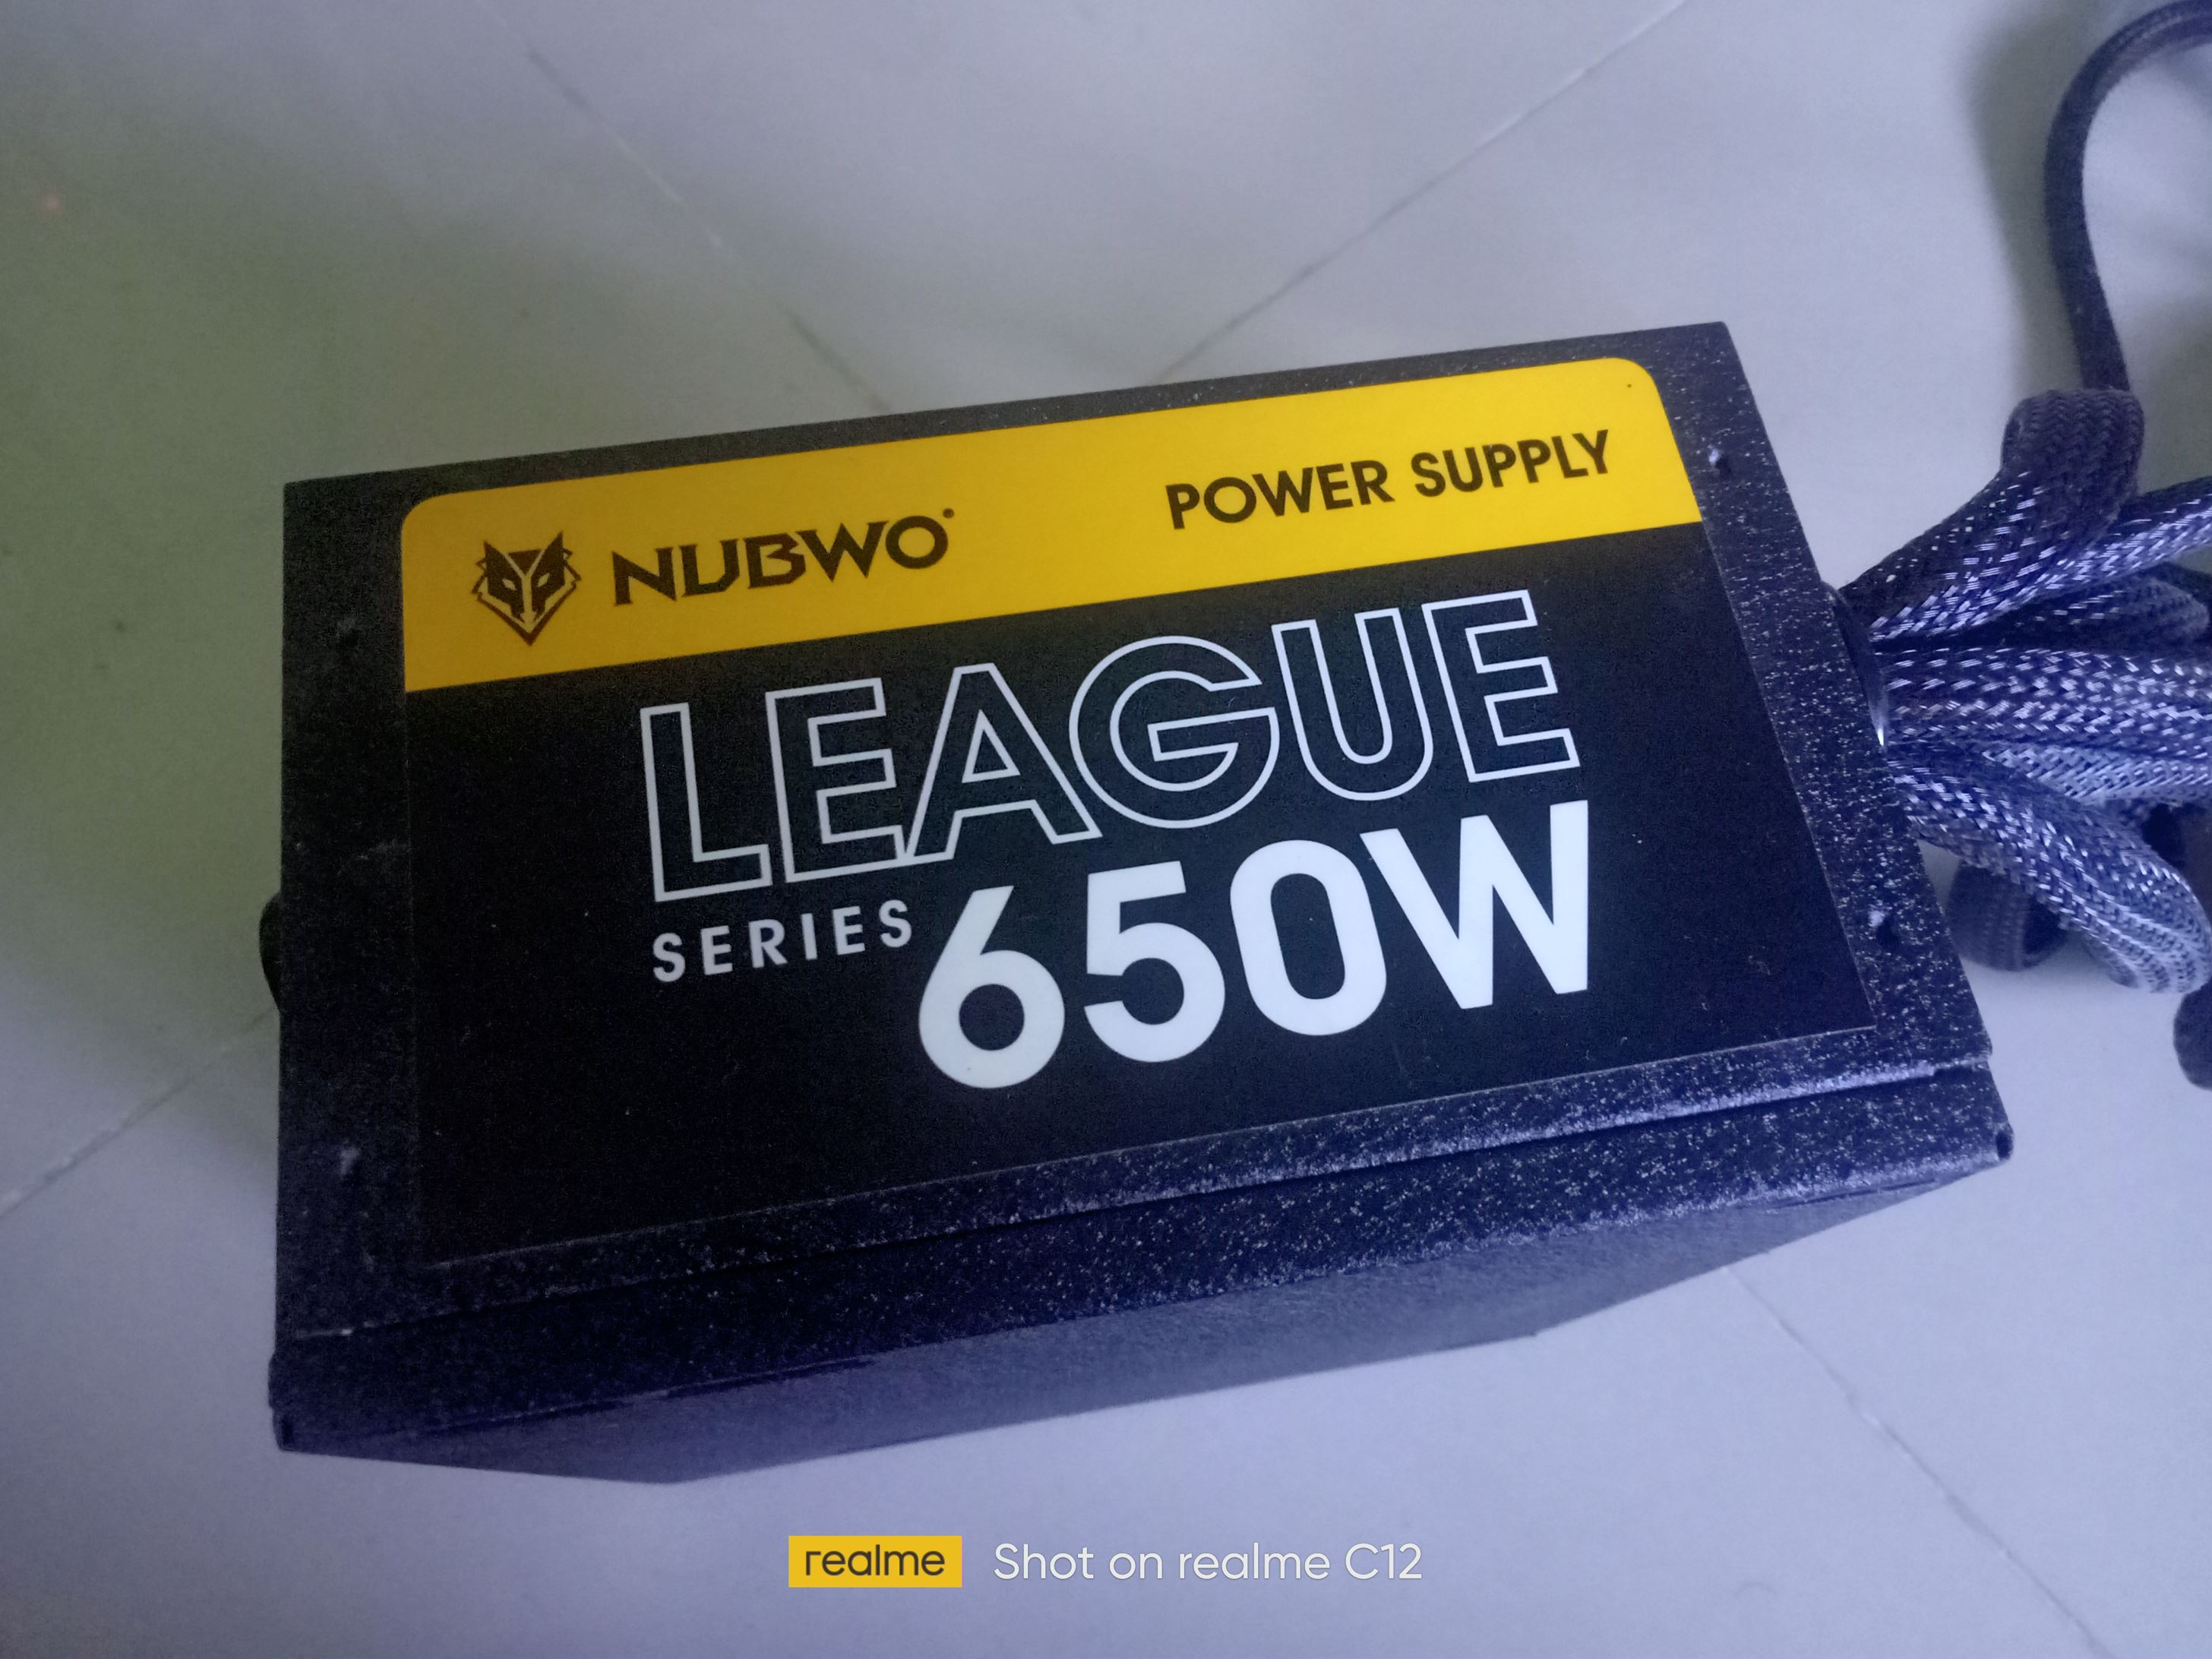 NUBWO
POWER SUPPLY
LEAGUE
SERIES 650W
realme Shot on realme C12